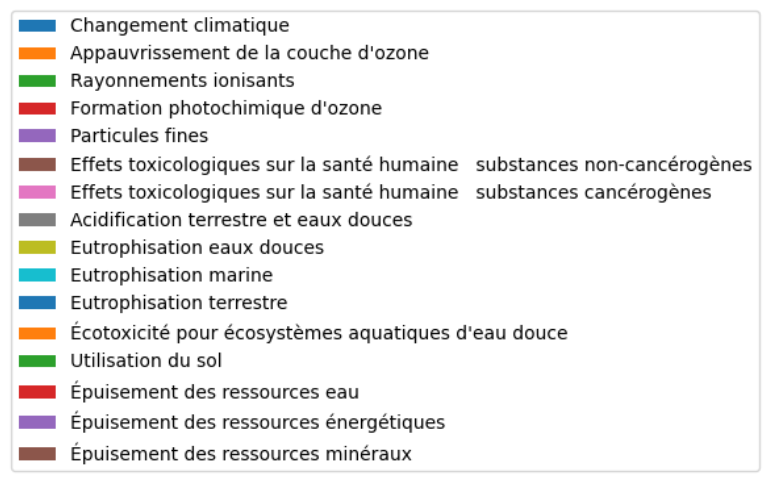 Changement climatique
Appauvrissement de la couche d'ozone
Rayonnements ionisants
Formation photochimique d'ozone
Particules fines
Effets toxicologiques sur la santé humaine   substances non-cancérogènes
Effets toxicologiques sur la santé humaine   substances cancérogènes
Acidification terrestre et eaux douces
Eutrophisation eaux douces
Eutrophisation marine
Eutrophisation terrestre
Écotoxicité pour écosystèmes aquatiques d'eau douce
Utilisation du sol
Épuisement des ressources eau
Épuisement des ressources énergétiques
Épuisement des ressources minéraux